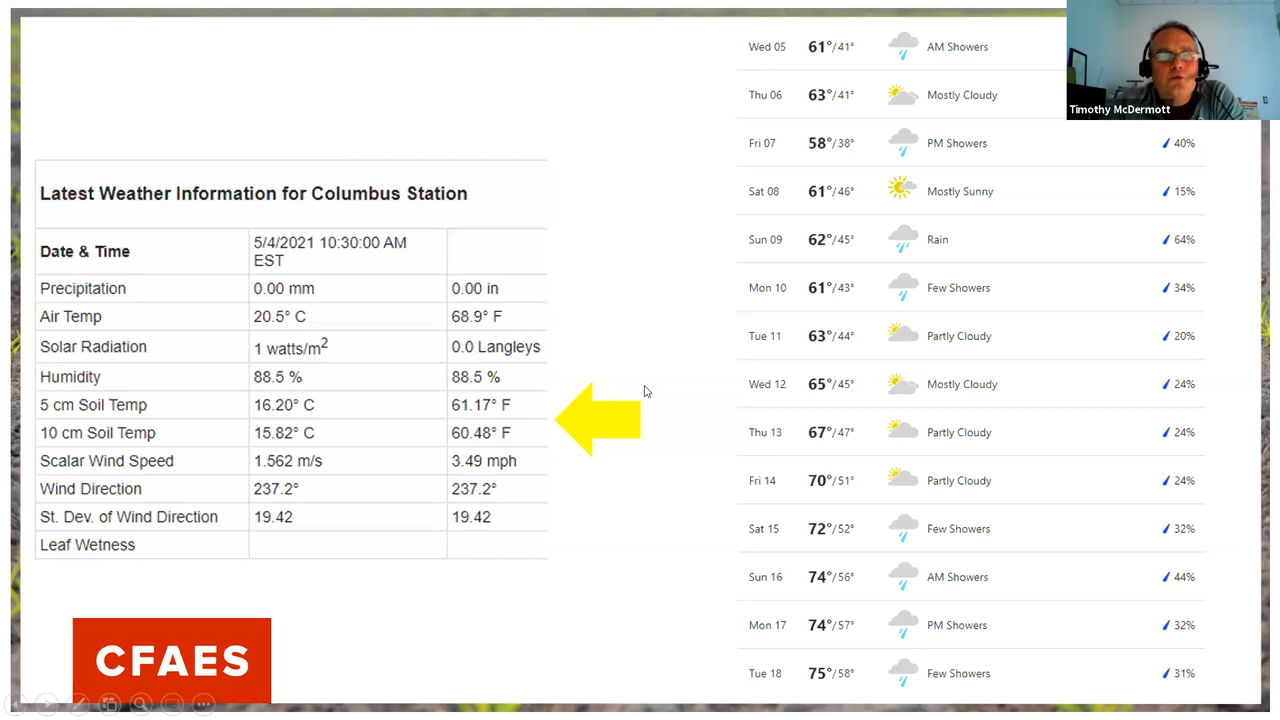 Latest Weather Information for Columbus Station
Date & Time 5/4/2021 10:30:00 AM EST
Precipitation 0.00 mm 0.00 in
Air Temp 20.5° C 68.9° F
Solar Radiation 1 watts/m² 0.0 Langleys
Humidity 88.5 % 88.5 %
5 cm Soil Temp 16.20° C 61.17° F
10 cm Soil Temp 15.82° C 60.48° F
Scalar Wind Speed 1.562 m/s 3.49 mph
Wind Direction 237.2° 237.2°
St. Dev. of Wind Direction 19.42 19.42
Leaf Wetness
CFAES
Wed 05 61°/41° AM Showers
Thu 06 63°/41° Mostly Cloudy
Fri 07 58°/38° PM Showers 40%
Sat 08 61°/46° Mostly Sunny 15%
Sun 09 62°/45° Rain 64%
Mon 10 61°/43° Few Showers 34%
Tue 11 63°/44° Partly Cloudy 20%
Wed 12 65°/45° Mostly Cloudy 24%
Thu 13 67°/47° Partly Cloudy 24%
Fri 14 70°/51° Partly Cloudy 24%
Sat 15 72°/52° Few Showers 32%
Sun 16 74°/56° AM Showers 44%
Mon 17 74°/57° PM Showers 32%
Tue 18 75°/58° Few Showers 31%
Timothy McDermott